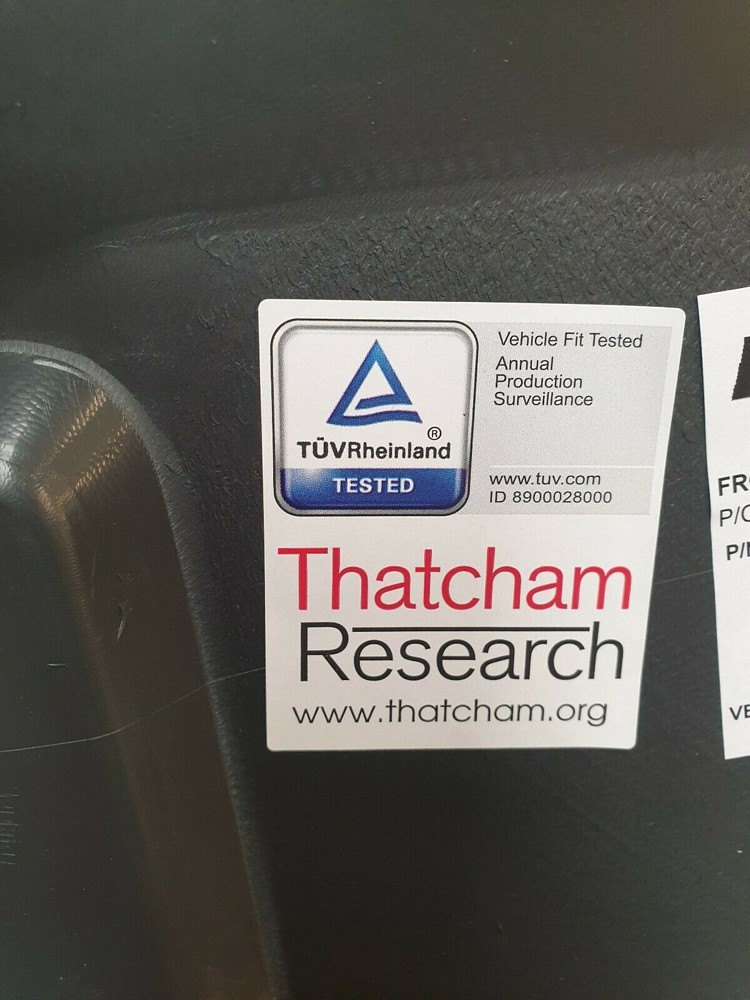 Vehicle Fit Tested
Annual
Production
Surveillance
TÜVRheinland®
TESTED
www.tuv.com
ID 8900028000
Thatcham
Research
www.thatcham.org